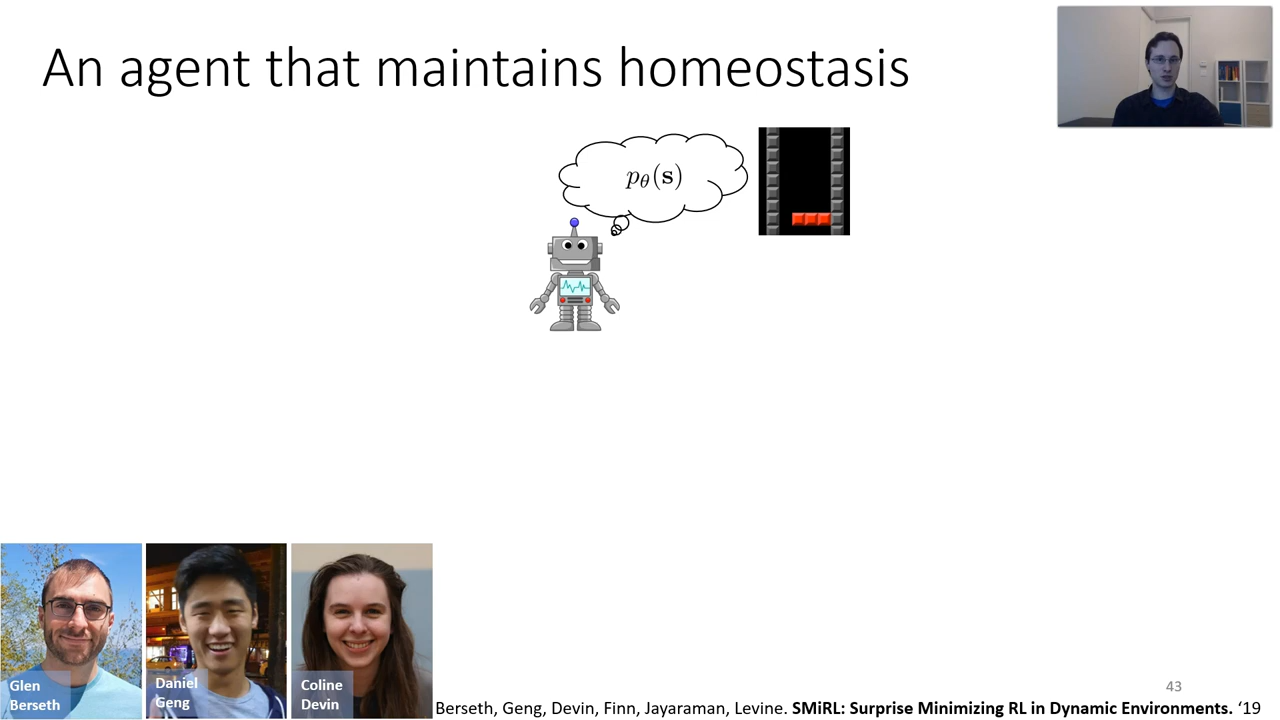 An agent that maintains homeostasis
pθ(s)
Glen
Berseth
Daniel
Geng
Coline
Devin
43
Berseth, Geng, Devin, Finn, Jayaraman, Levine. SMiRL: Surprise Minimizing RL in Dynamic Environments. ‘19